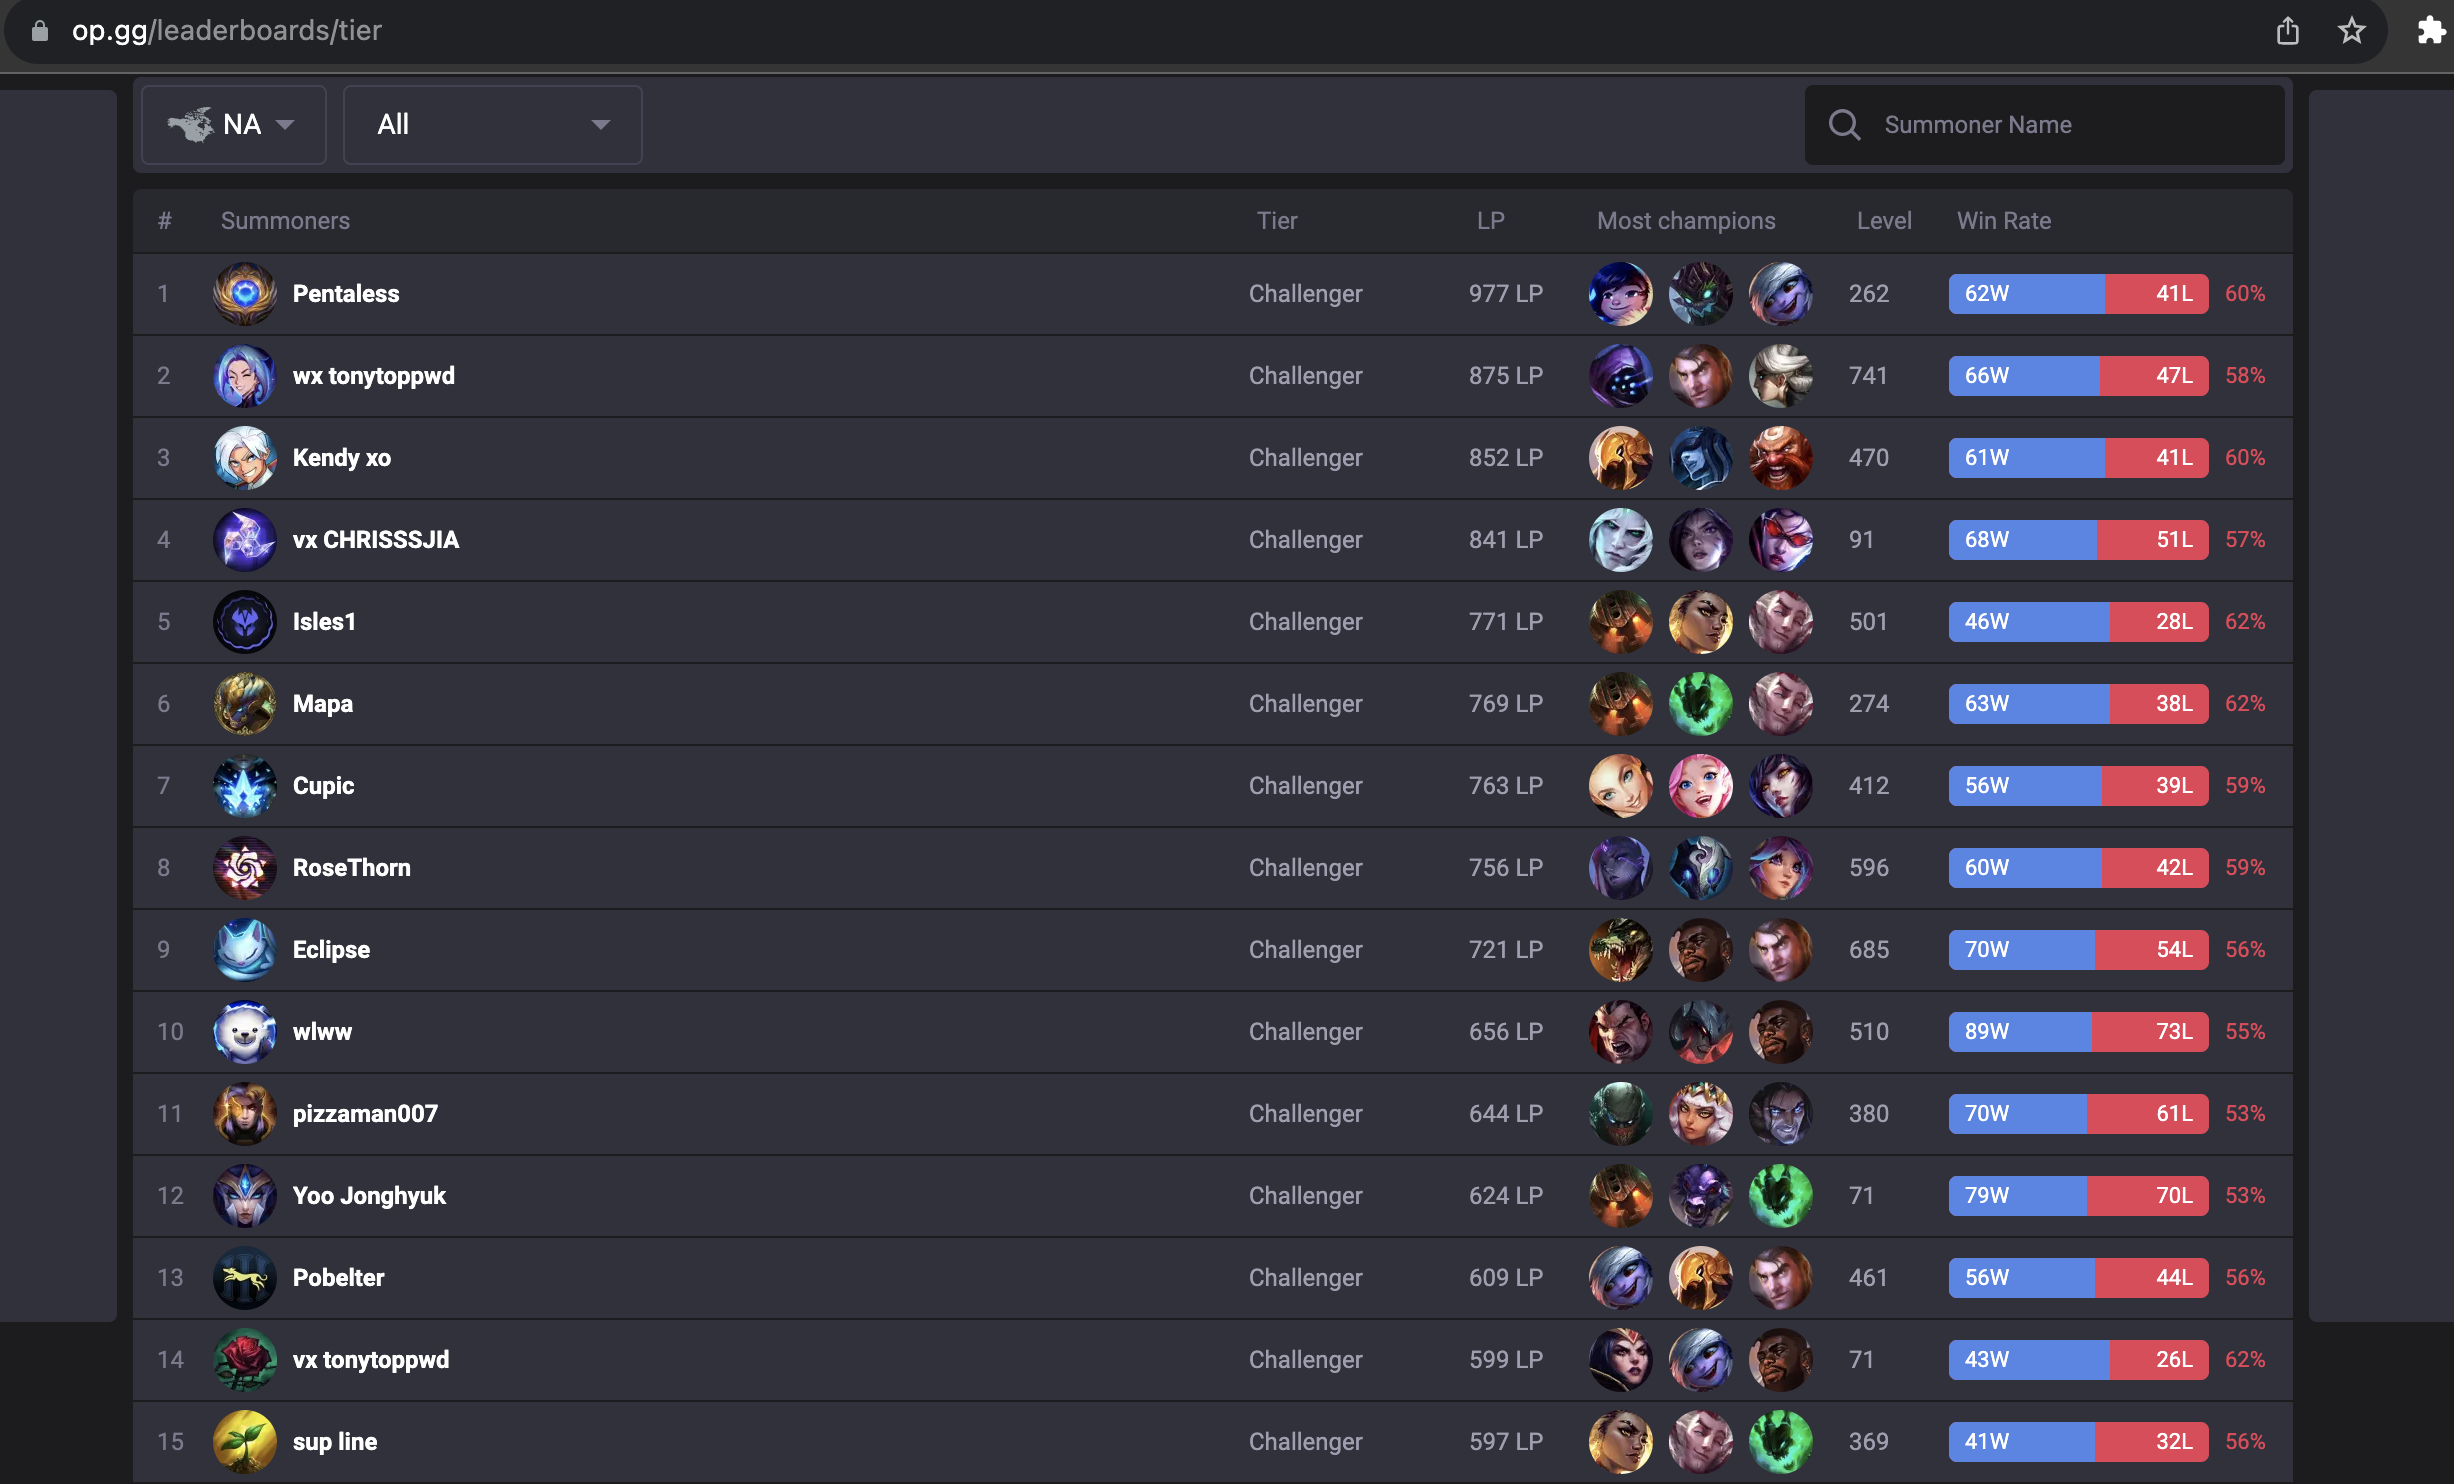 op.gg/leaderboards/tier
NA All Summoner Name
# Summoners Tier LP Most champions Level Win Rate
1 Pentaless Challenger 977 LP 262 62W 41L 60%
2 wx tonytoppwd Challenger 875 LP 741 66W 47L 58%
3 Kendy xo Challenger 852 LP 470 61W 41L 60%
4 vx CHRISSSJIA Challenger 841 LP 91 68W 51L 57%
5 Isles1 Challenger 771 LP 501 46W 28L 62%
6 Mapa Challenger 769 LP 274 63W 38L 62%
7 Cupic Challenger 763 LP 412 56W 39L 59%
8 RoseThorn Challenger 756 LP 596 60W 42L 59%
9 Eclipse Challenger 721 LP 685 70W 54L 56%
10 wlww Challenger 656 LP 510 89W 73L 55%
11 pizzaman007 Challenger 644 LP 380 70W 61L 53%
12 Yoo Jonghyuk Challenger 624 LP 71 79W 70L 53%
13 Pobelter Challenger 609 LP 461 56W 44L 56%
14 vx tonytoppwd Challenger 599 LP 71 43W 26L 62%
15 sup line Challenger 597 LP 369 41W 32L 56%